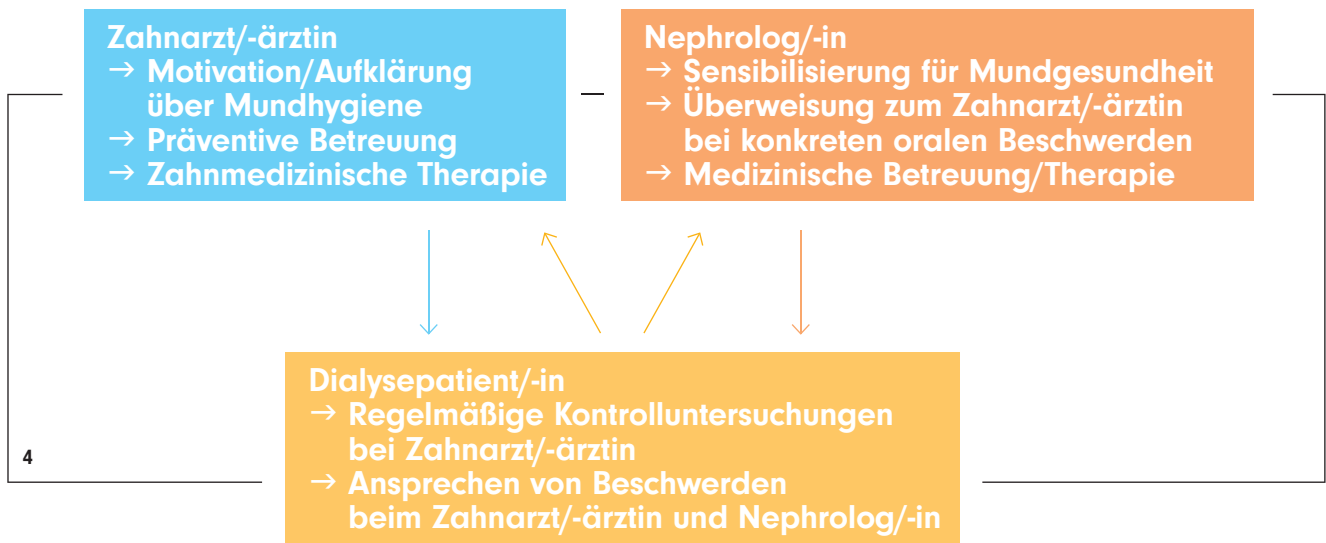 Zahnarzt/-ärztin
→ Motivation/Aufklärung
über Mundhygiene
→ Präventive Betreuung
→ Zahnmedizinische Therapie
Nephrolog/-in
→ Sensibilisierung für Mundgesundheit
→ Überweisung zum Zahnarzt/-ärztin
bei konkreten oralen Beschwerden
→ Medizinische Betreuung/Therapie
Dialysepatient/-in
→ Regelmäßige Kontrolluntersuchungen
bei Zahnarzt/-ärztin
→ Ansprechen von Beschwerden
beim Zahnarzt/-ärztin und Nephrolog/-in
4